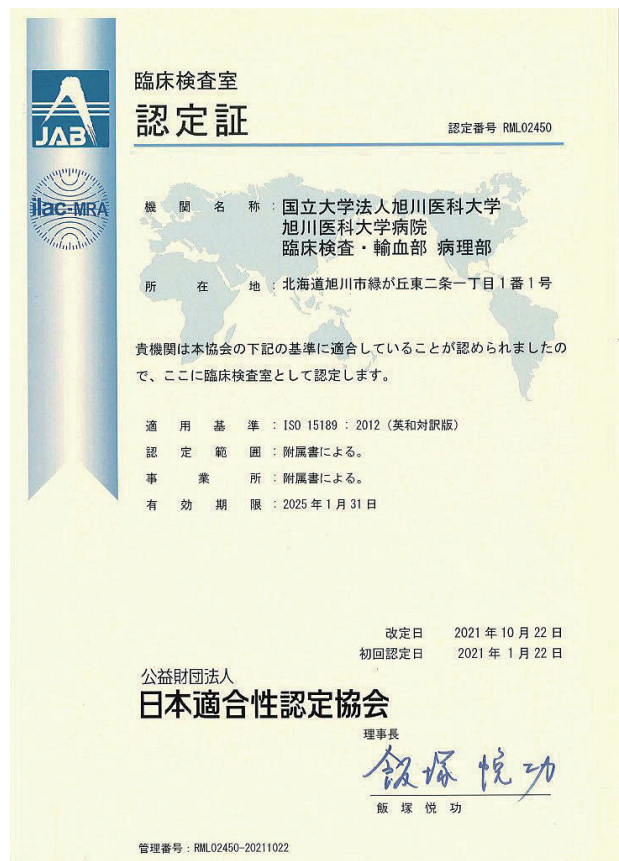 臨床検査室
JAB
認定証
認定番号 RML02450
ilac-MRA
機関名称：国立大学法人旭川医科大学
旭川医科大学病院
臨床検査・輸血部 病理部
所在地：北海道旭川市緑が丘東二条一丁目1番1号
貴機関は本協会の下記の基準に適合していることが認められましたの
で、ここに臨床検査室として認定します。
適用基準：ISO 15189：2012（英和対訳版）
認定範囲：附属書による。
事業所：附属書による。
有効期限：2025年1月31日
改定日 2021年10月22日
初回認定日 2021年 1月22日
公益財団法人
日本適合性認定協会
理事長
飯塚悦功
飯塚悦功
管理番号：RML02450-20211022